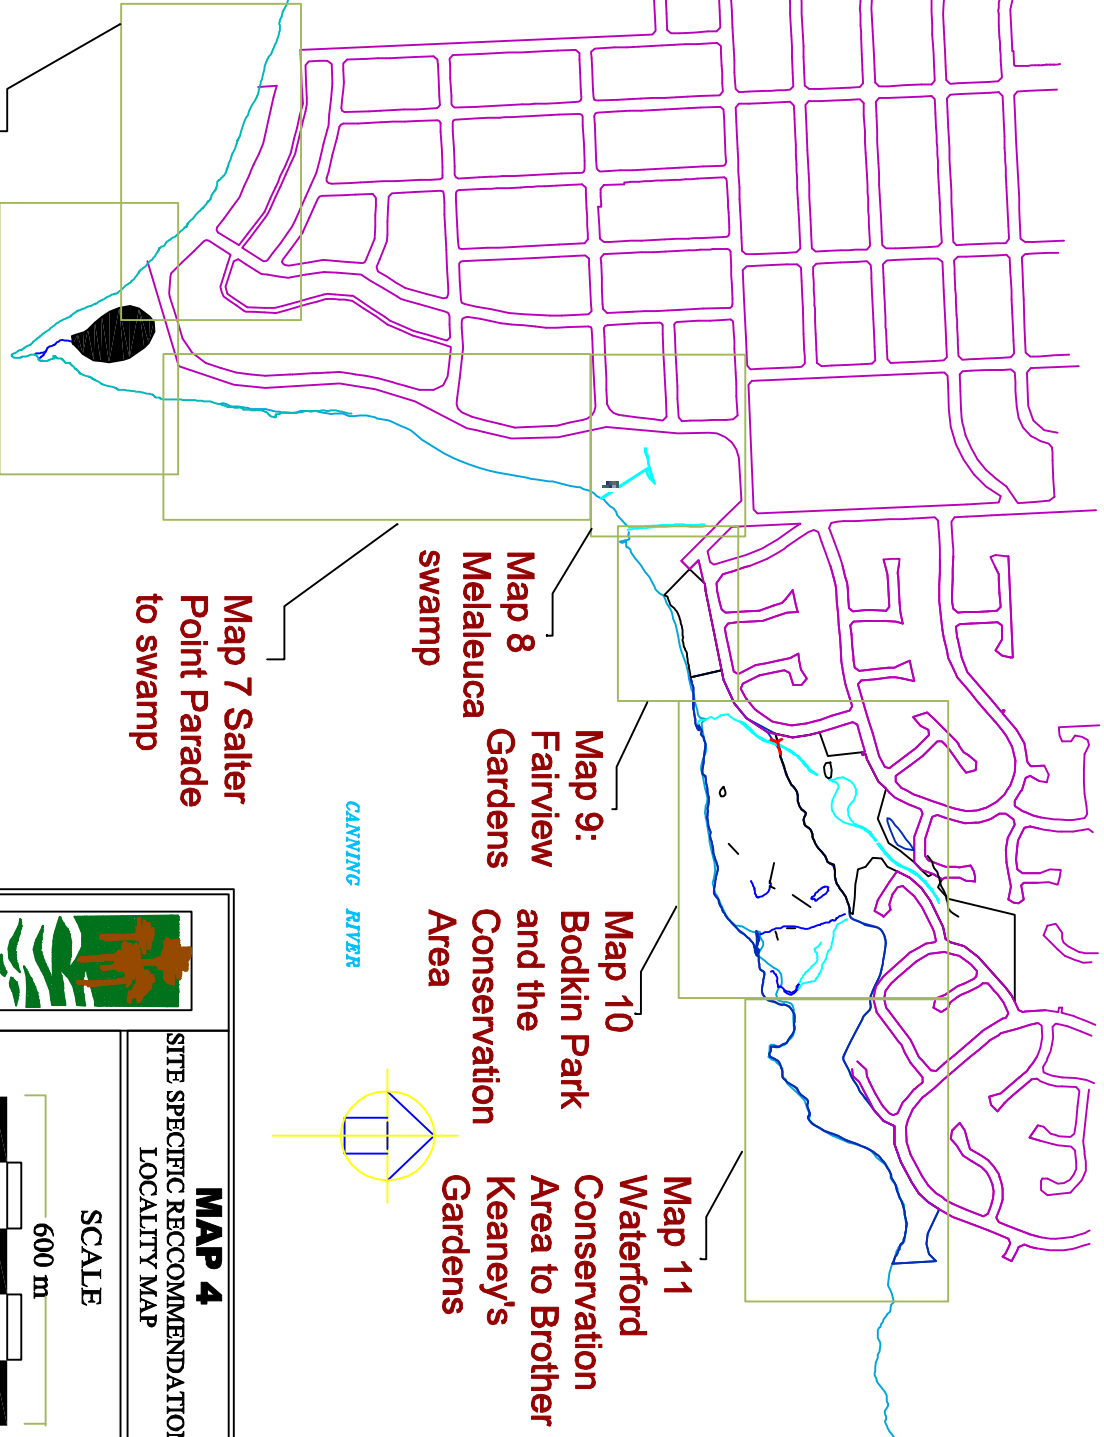 Map 7 Salter
Point Parade
to swamp
Map 8
Melaleuca
swamp
Map 9:
Fairview
Gardens
Map 10
Bodkin Park
and the
Conservation
Area
Map 11
Waterford
Conservation
Area to Brother
Keaney's
Gardens
CANNING RIVER
MAP 4
SITE SPECIFIC RECCOMMENDATION
LOCALITY MAP
SCALE
600 m